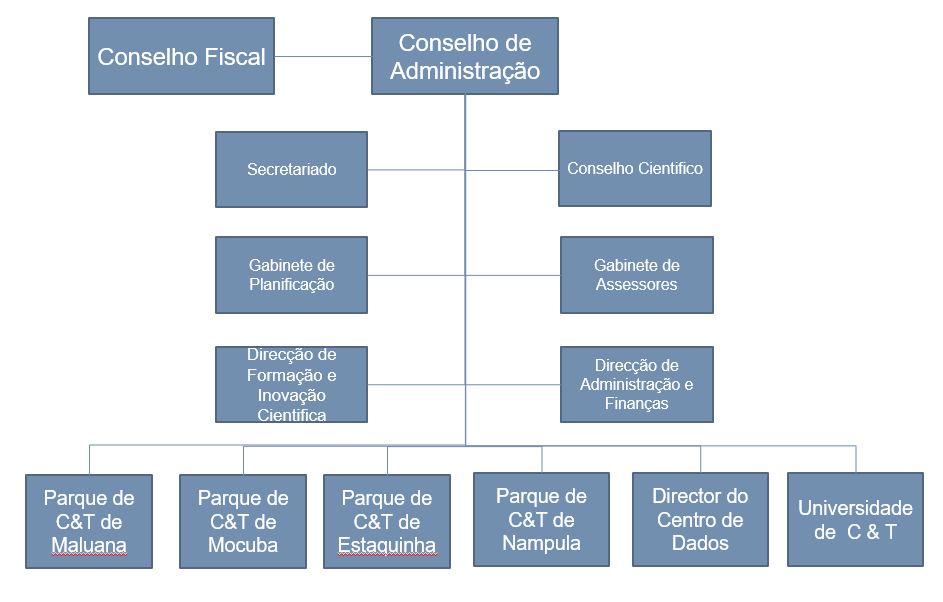 Conselho Fiscal
Conselho de
Administração
Secretariado
Conselho Cientifico
Gabinete de
Planificação
Gabinete de
Assessores
Direcção de
Formação e
Inovação
Cientifica
Direcção de
Administração e
Finanças
Parque de
C&T de
Maluana
Parque de
C&T de
Mocuba
Parque de
C&T de
Estaquinha
Parque de
C&T de
Nampula
Director do
Centro de
Dados
Universidade
de C & T